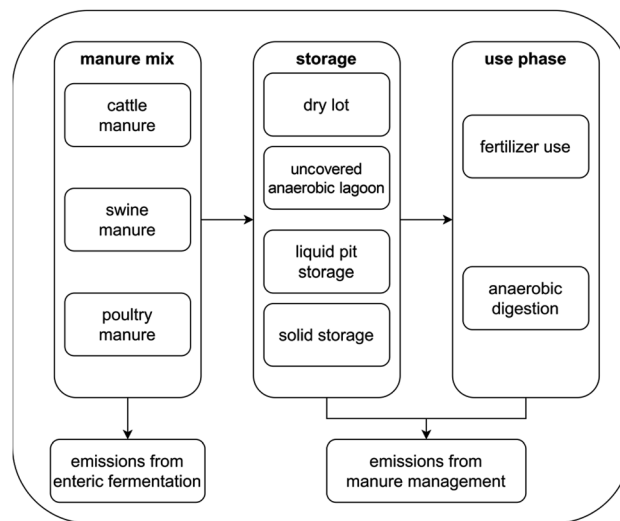 manure mix
cattle
manure
swine
manure
poultry
manure
storage
dry lot
uncovered
anaerobic lagoon
liquid pit
storage
solid storage
use phase
fertilizer use
anaerobic
digestion
emissions from
enteric fermentation
emissions from
manure management